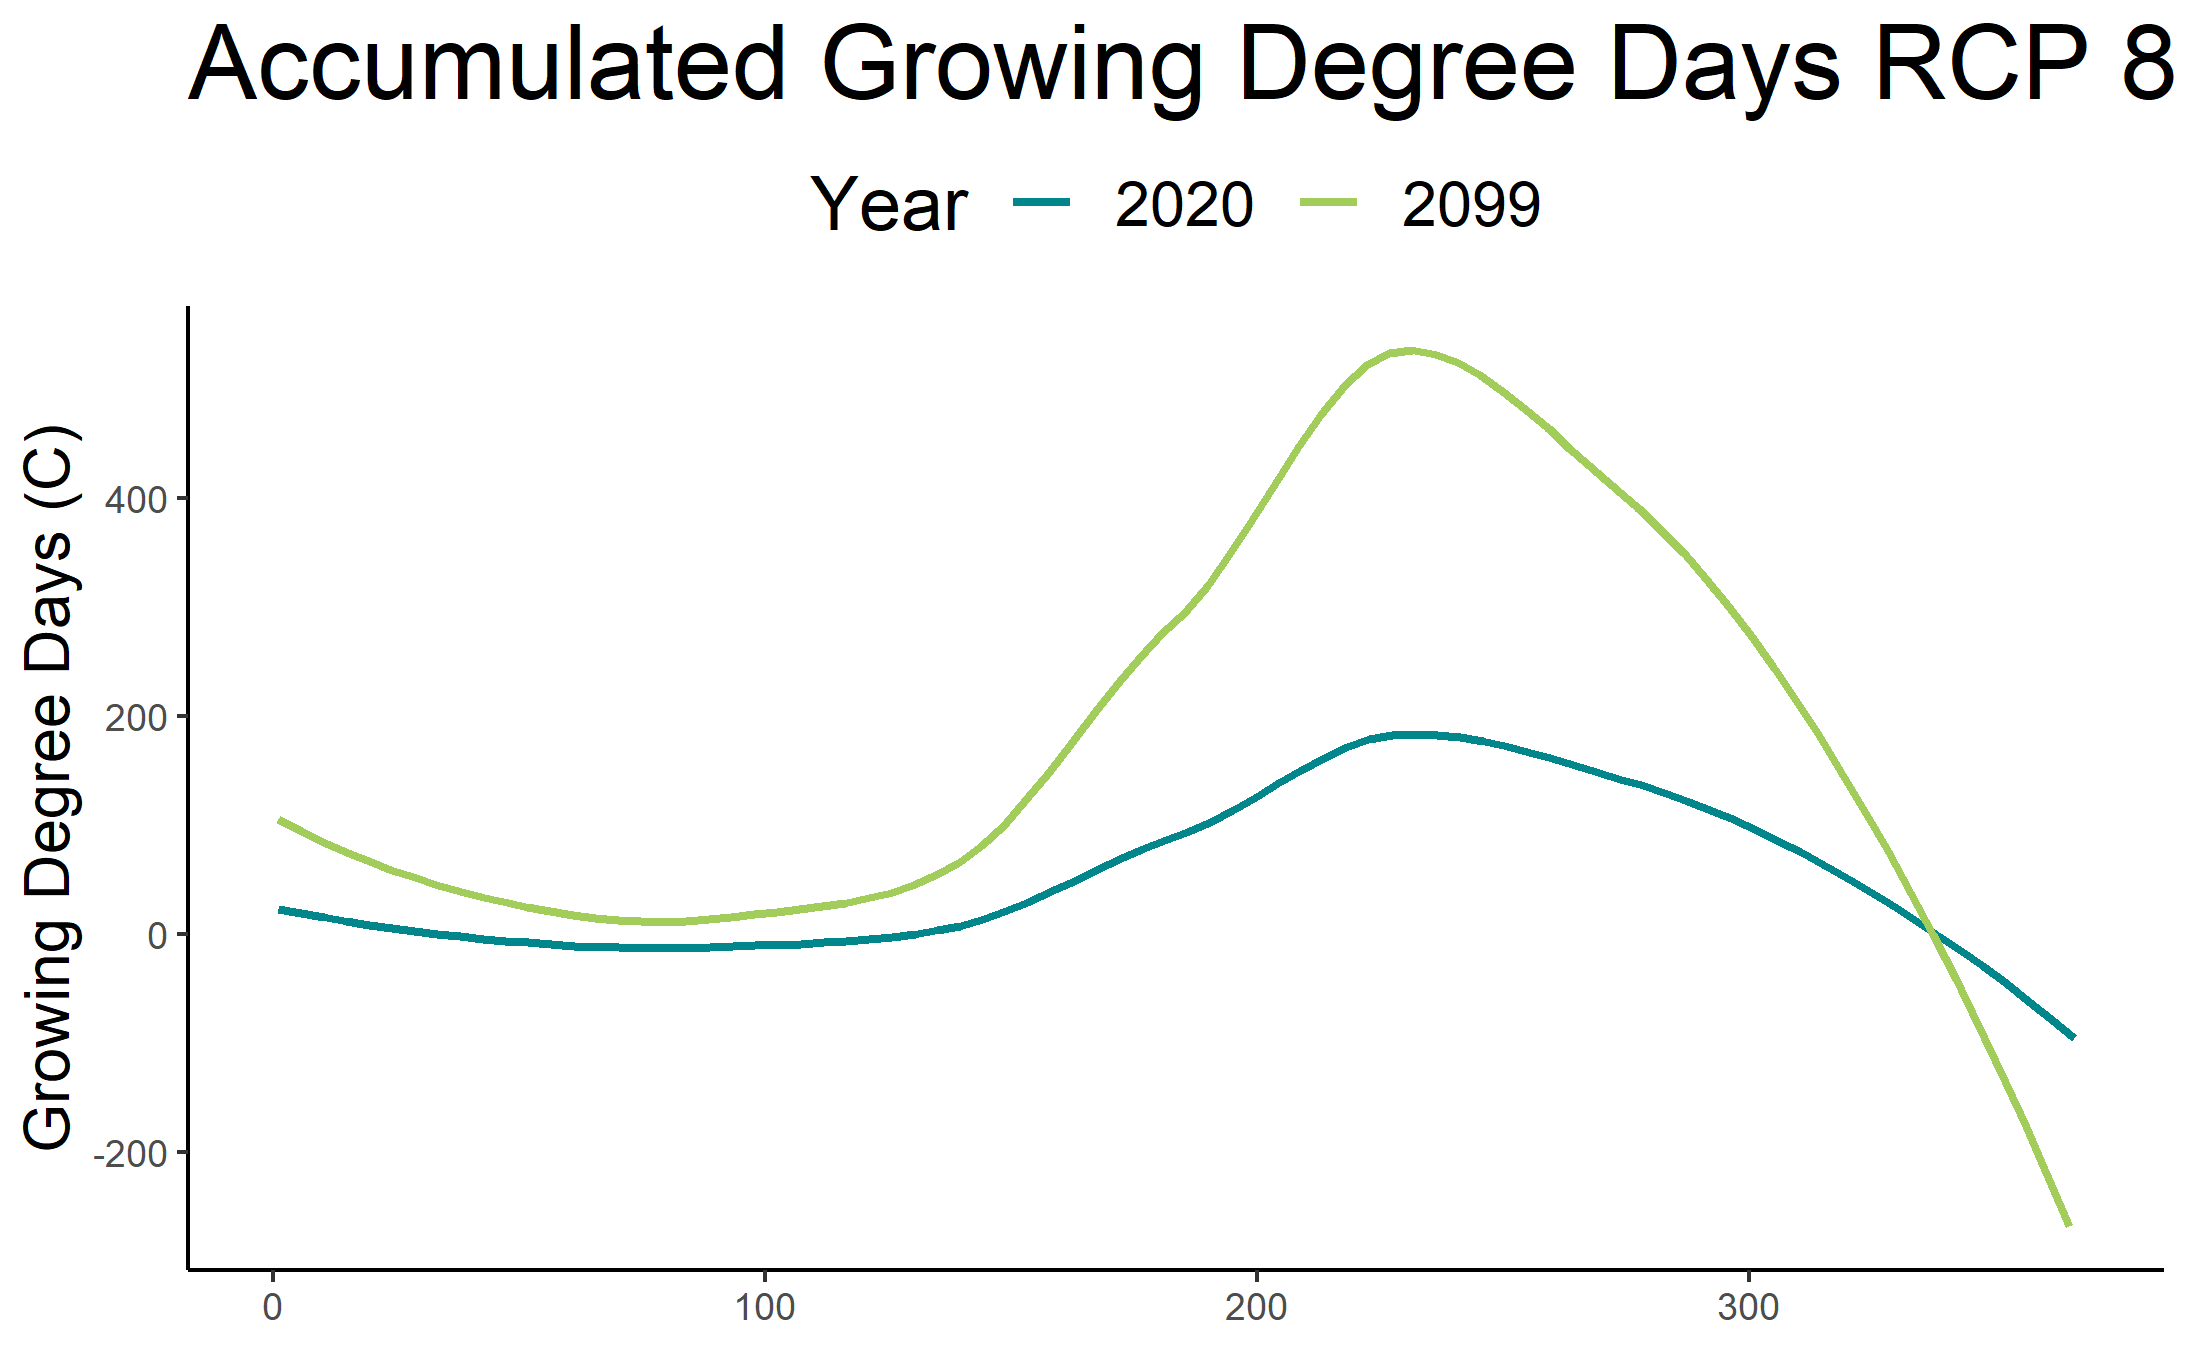 Accumulated Growing Degree Days RCP 8
Year 2020 2099
Growing Degree Days (C)
400
200
0
-200
0 100 200 300